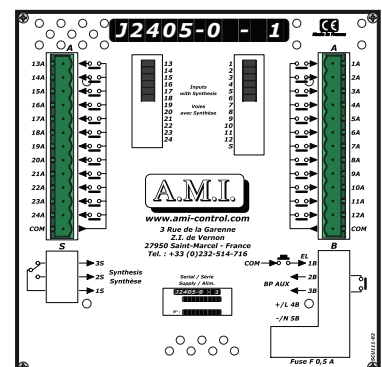 J2405-0 - 1
CE
Made In France
A
A
13A
14A
15A
16A
17A
18A
19A
20A
21A
22A
23A
24A
COM
13
14
15
16
17
18
19
20
21
22
23
24
Inputs
with Synthesis
Voies
avec Synthèse
1
2
3
4
5
6
7
8
9
10
11
12
S
1A
2A
3A
4A
5A
6A
7A
8A
9A
10A
11A
12A
COM
A.M.I.
www.ami-control.com
3 Rue de la Garenne
Z.I. de Vernon
27950 Saint-Marcel - France
Tel. : +33 (0)232-514-716
S
3S
2S
1S
Synthesis
Synthèse
Serial / Série
Supply / Alim.
J2405-0 - 1
N° :
B
COM
EL
1B
2B
BP AUX
3B
+/L 4B
-/N 5B
Fuse F 0,5 A
SCU111-02